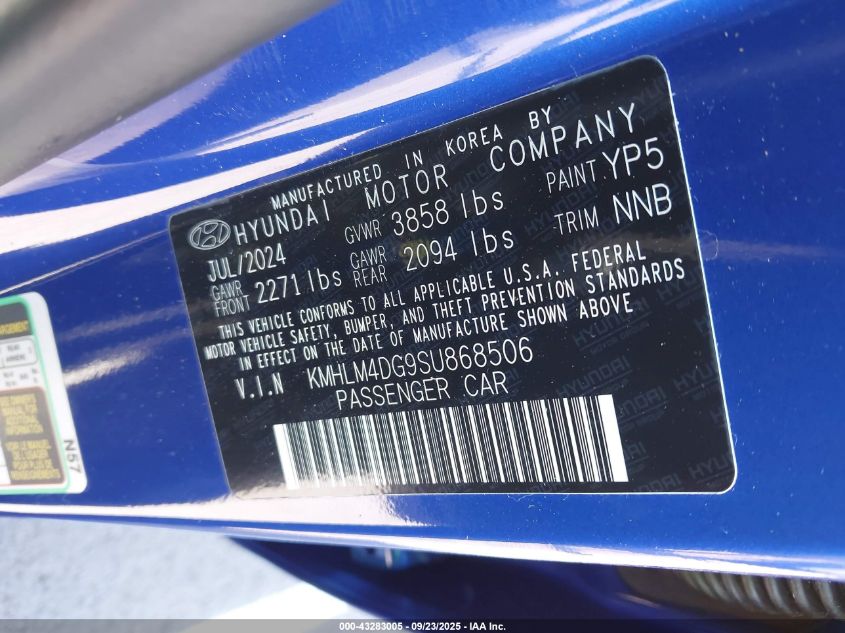 MANUFACTURED IN KOREA BY
HYUNDAI MOTOR COMPANY
JUL/2024 GVWR 3858 lbs PAINT YP5
GAWR FRONT 2271 lbs GAWR REAR 2094 lbs TRIM NNB
THIS VEHICLE CONFORMS TO ALL APPLICABLE U.S.A. FEDERAL
MOTOR VEHICLE SAFETY, BUMPER, AND THEFT PREVENTION STANDARDS
IN EFFECT ON THE DATE OF MANUFACTURE SHOWN ABOVE
V.I.N KMHLM4DG9SU868506
PASSENGER CAR
N57
000-43283005 - 09/23/2025 - IAA Inc.